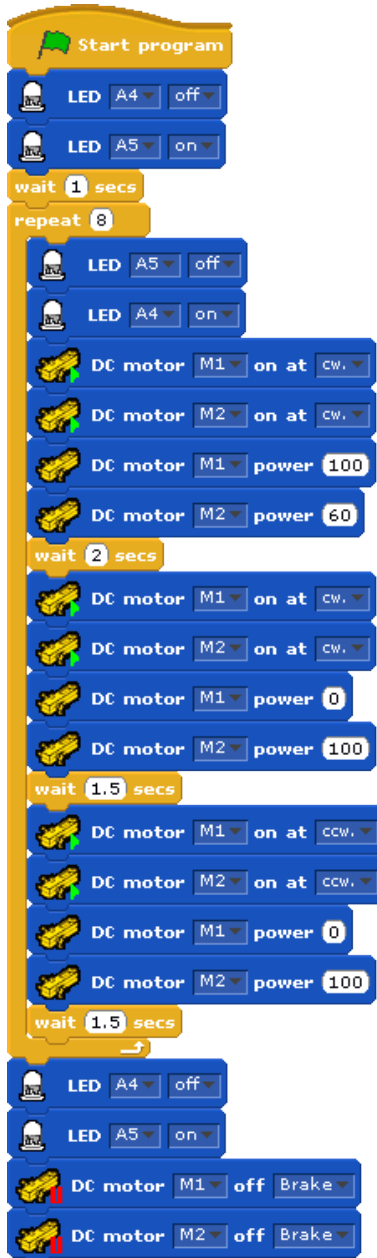 Start program
LED A4 off
LED A5 on
wait 1 secs
repeat 8
LED A5 off
LED A4 on
DC motor M1 on at cw.
DC motor M2 on at cw.
DC motor M1 power 100
DC motor M2 power 60
wait 2 secs
DC motor M1 on at cw.
DC motor M2 on at cw.
DC motor M1 power 0
DC motor M2 power 100
wait 1.5 secs
DC motor M1 on at ccw.
DC motor M2 on at ccw.
DC motor M1 power 0
DC motor M2 power 100
wait 1.5 secs
LED A4 off
LED A5 on
DC motor M1 off Brake
DC motor M2 off Brake